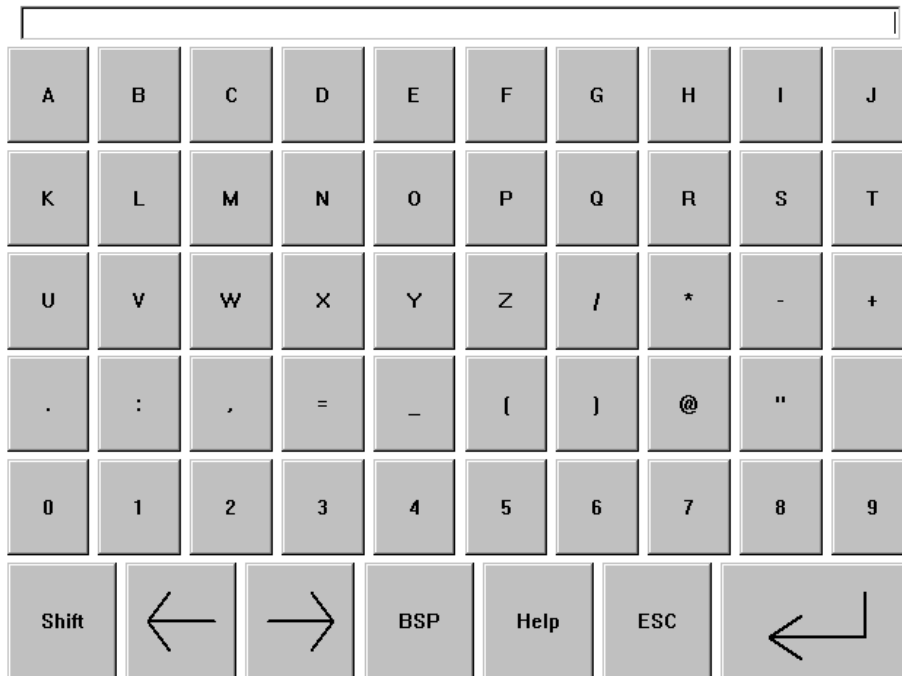 A B C D E F G H I J
K L M N O P Q R S T
U V W X Y Z / * - +
. : , = _ ( ) @ "
0 1 2 3 4 5 6 7 8 9
Shift BSP Help ESC